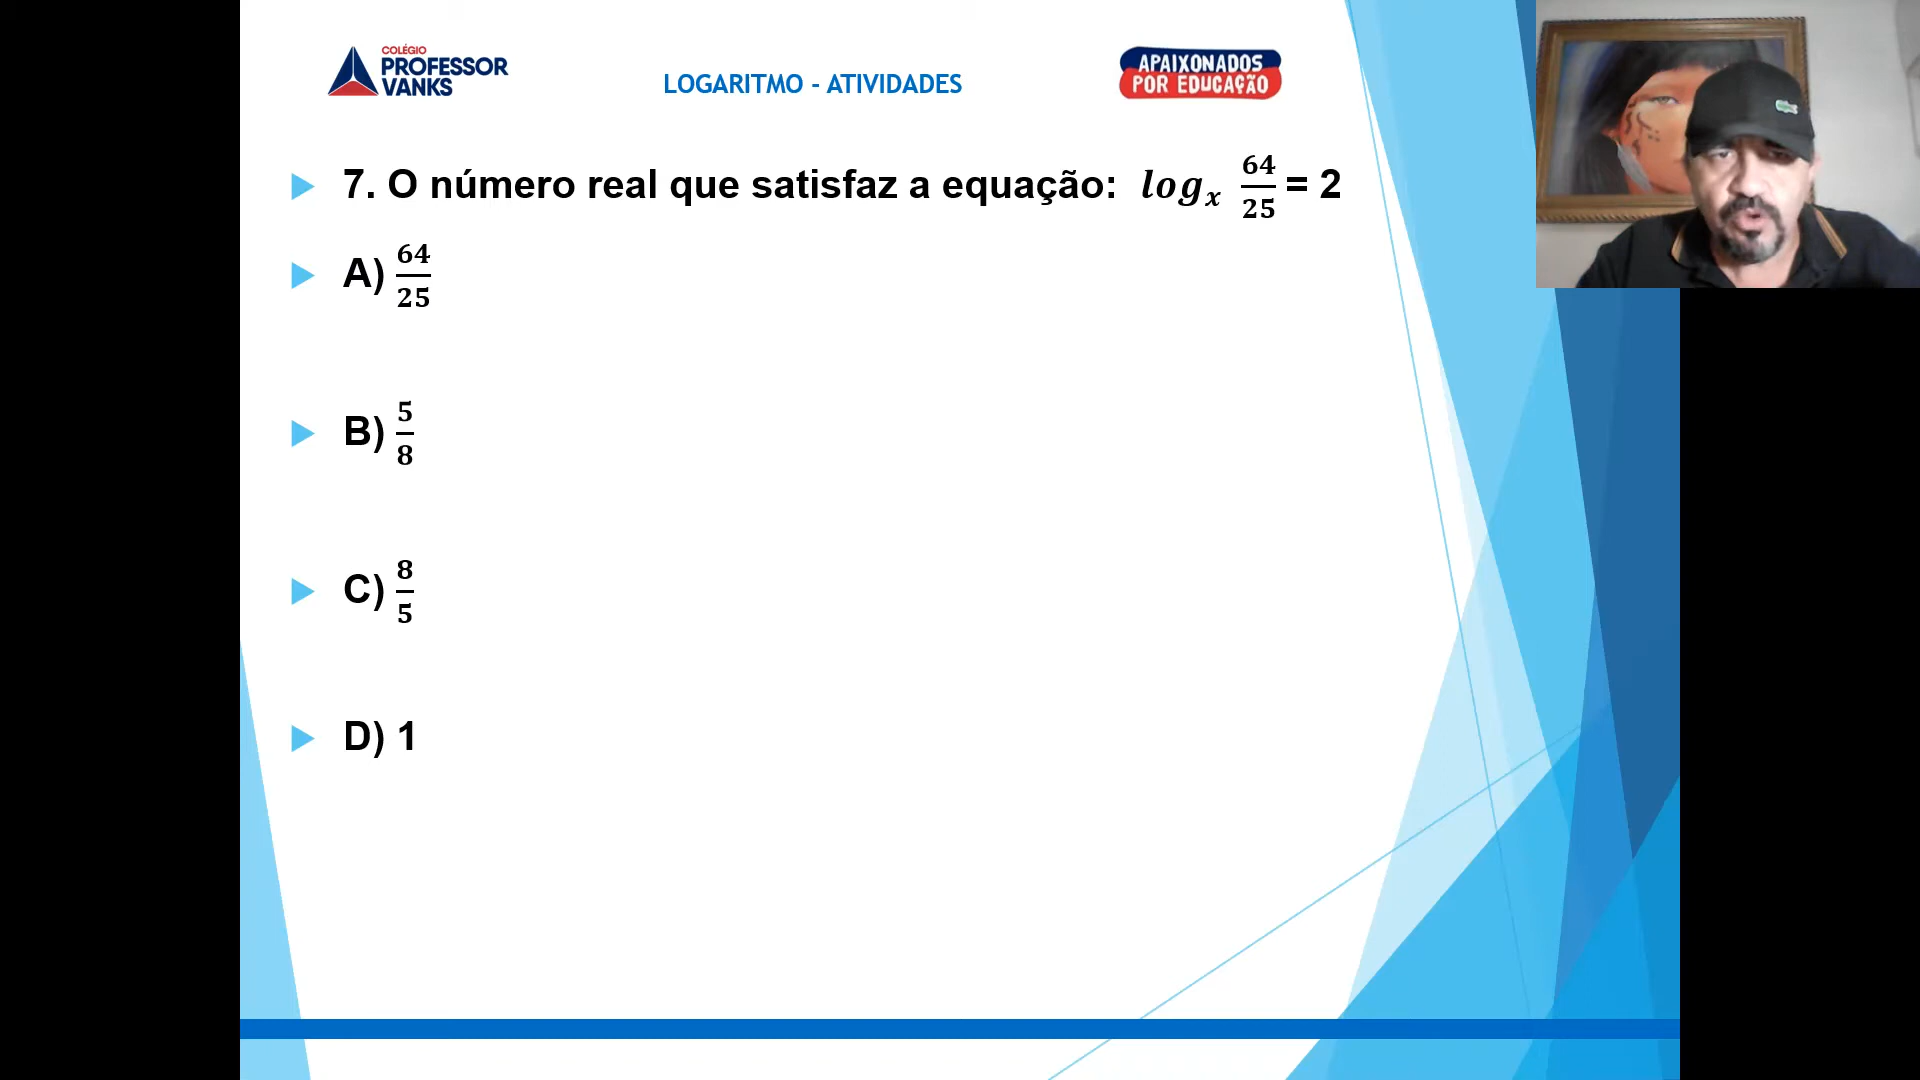 COLÉGIO
PROFESSOR
VANKS
LOGARITMO - ATIVIDADES
APAIXONADOS
POR EDUCAÇÃO
7. O número real que satisfaz a equação: log_x 64/25 = 2
A) 64/25
B) 5/8
C) 8/5
D) 1